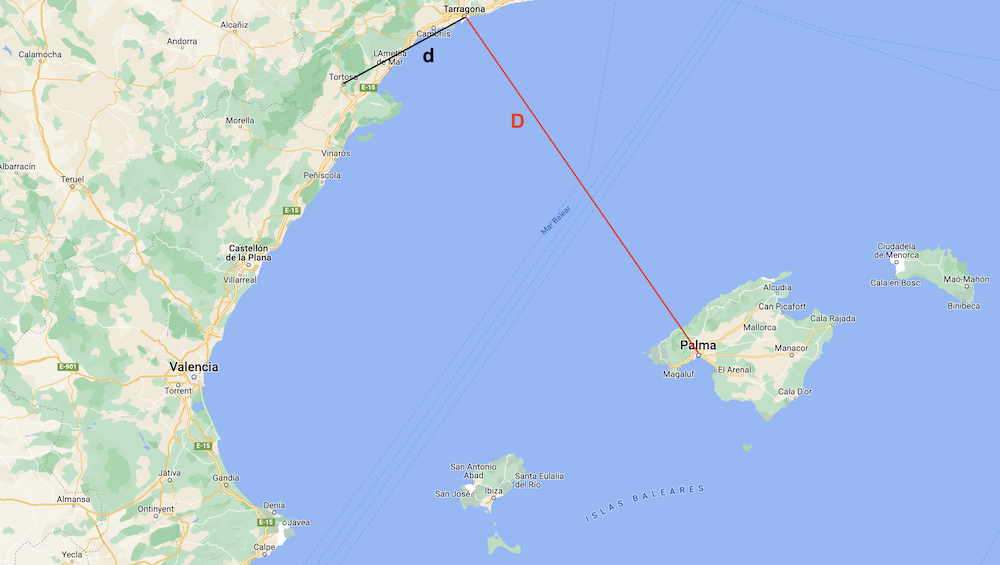 Tarragona
Alcañiz
Cambrils
Andorra
Calamocha
L'Ametlla
de Mar
d
Tortosa
E-15
Morella
D
Vinaròs
Albarracín
Peñíscola
Teruel
E-15
Mar Balear
Castellón
de la Plana
Villarreal
Ciudadela
de Menorca
Cala en Bosc
Maó-Mahón
Binibeca
Alcudia
Can Picafort
Cala Rajada
Mallorca
Palma
Manacor
El Arenal
Magaluf
Cala D'or
E-901
Valencia
Torrent
E-15
San Antonio
Abad
Santa Eulalia
del Río
San José
Ibiza
ISLAS BALEARES
Játiva
Gandia
Almansa
Ontinyent
Denia
E-15
Jávea
Calpe
Yecla